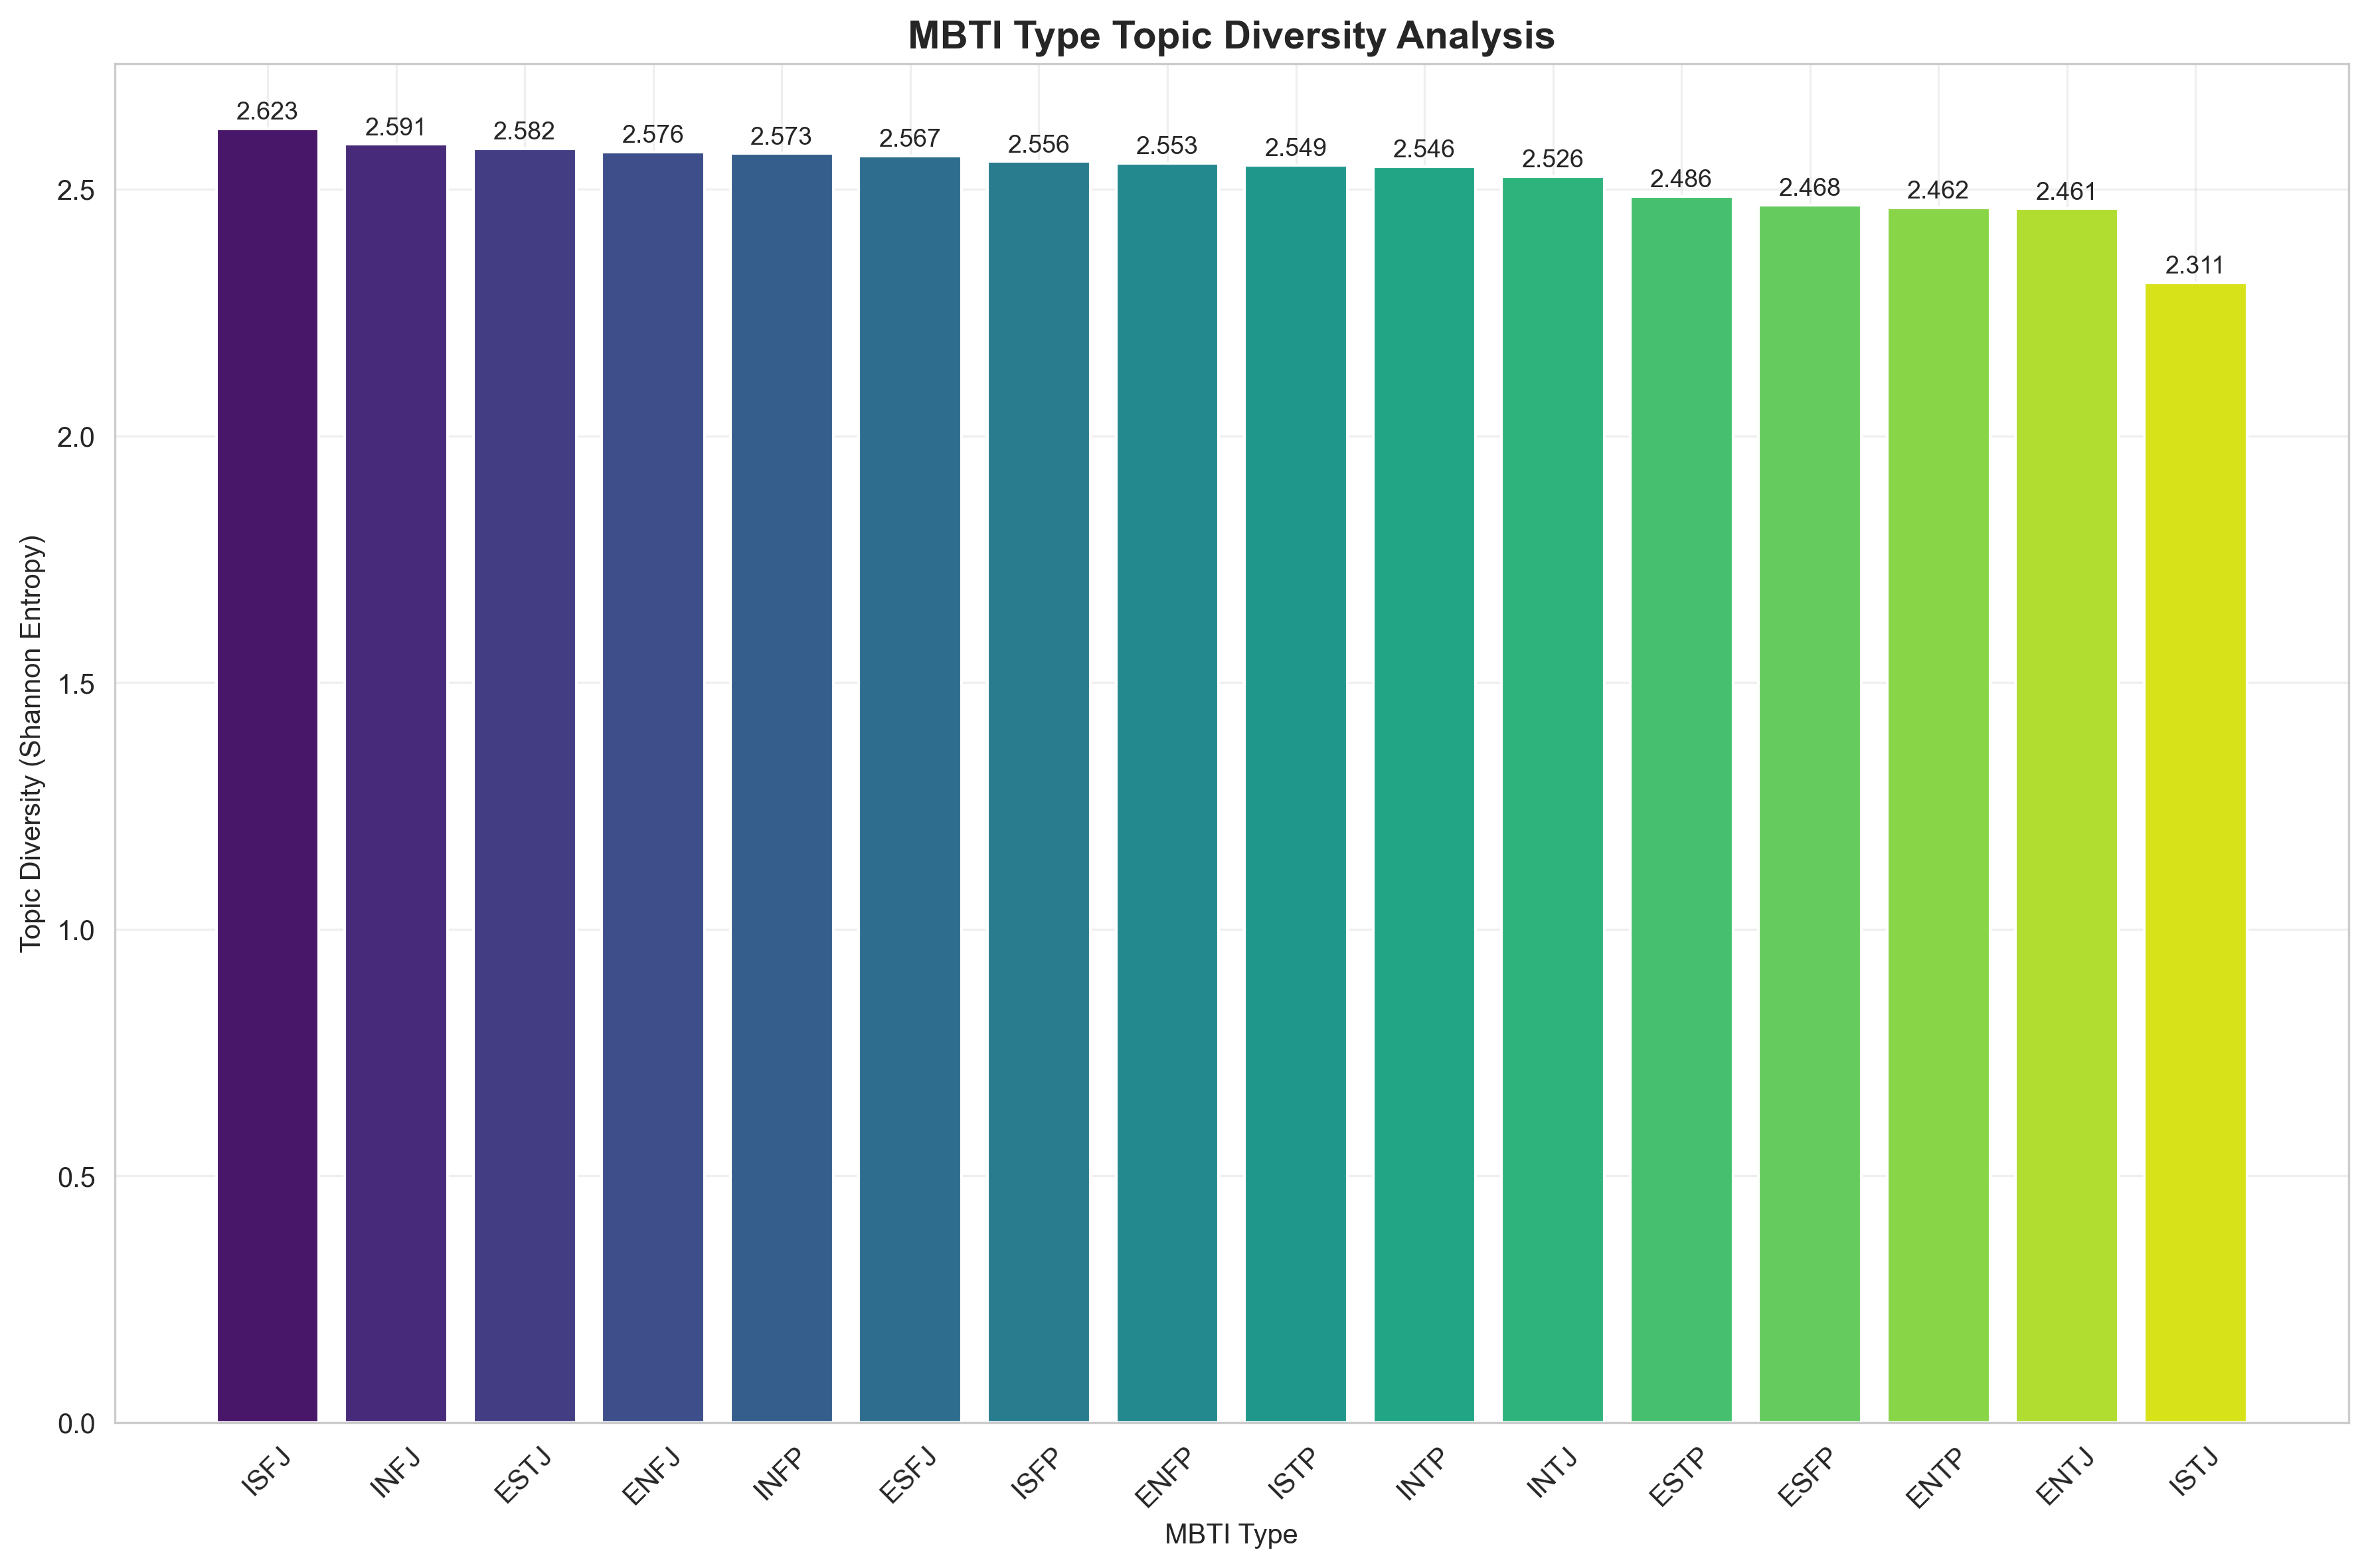 MBTI Type Topic Diversity Analysis
2.623
2.591
2.582
2.576
2.573
2.567
2.556
2.553
2.549
2.546
2.526
2.486
2.468
2.462
2.461
2.311
Topic Diversity (Shannon Entropy)
2.5
2.0
1.5
1.0
0.5
0.0
ISFJ
INFJ
ESTJ
ENFJ
INFP
ESFJ
ISFP
ENFP
ISTP
INTP
INTJ
ESTP
ESFP
ENTP
ENTJ
ISTJ
MBTI Type